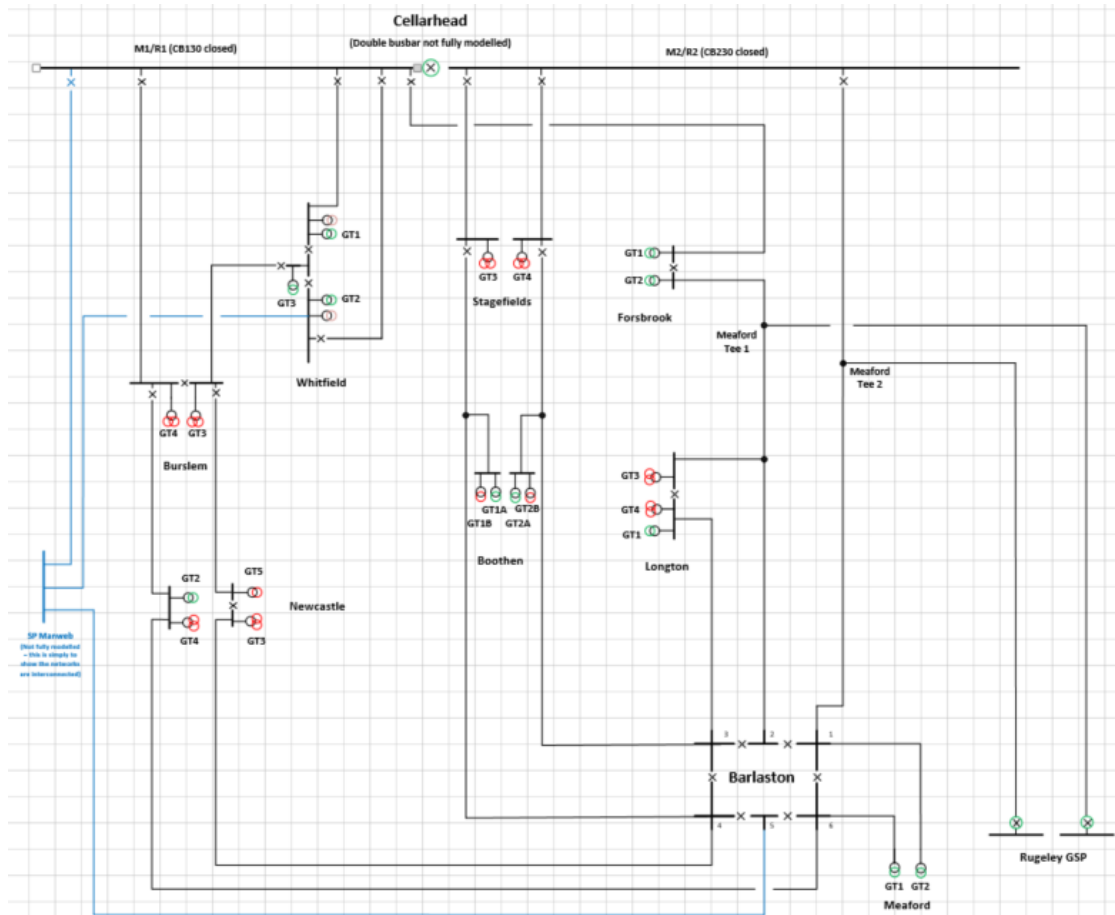 Cellarhead
(Double busbar not fully modelled)
M1/R1 (CB130 closed)
M2/R2 (CB230 closed)
GT1
GT3
GT2
Whitfield
GT3
GT4
Stagefields
GT1
GT2
Forsbrook
Meaford
Tee 1
Meaford
Tee 2
GT4
GT3
Burslem
GT1A
GT2B
GT1B
GT2A
Boothen
GT3
GT4
GT1
Longton
GT2
GT4
GT5
GT3
Newcastle
SP Manweb
(Not fully modelled
– this is simply to
show the networks
are interconnected)
3
2
1
Barlaston
4
5
6
GT1
GT2
Meaford
Rugeley GSP